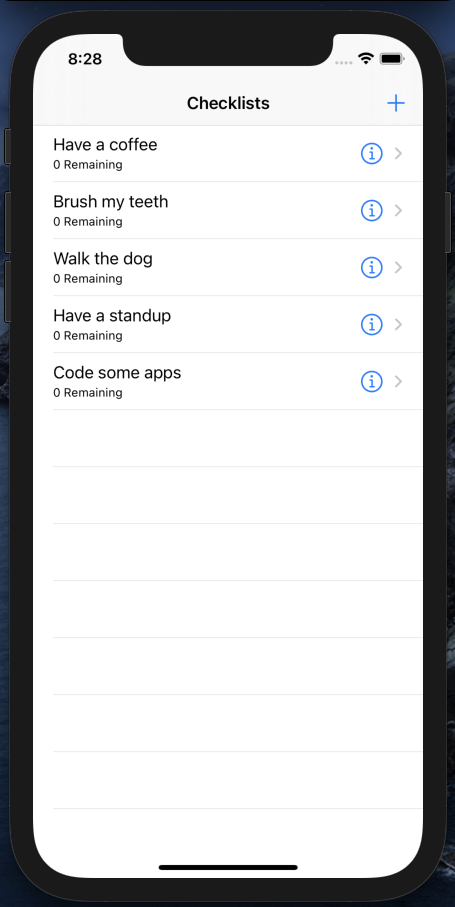 8:28
Checklists
Have a coffee
0 Remaining
Brush my teeth
0 Remaining
Walk the dog
0 Remaining
Have a standup
0 Remaining
Code some apps
0 Remaining